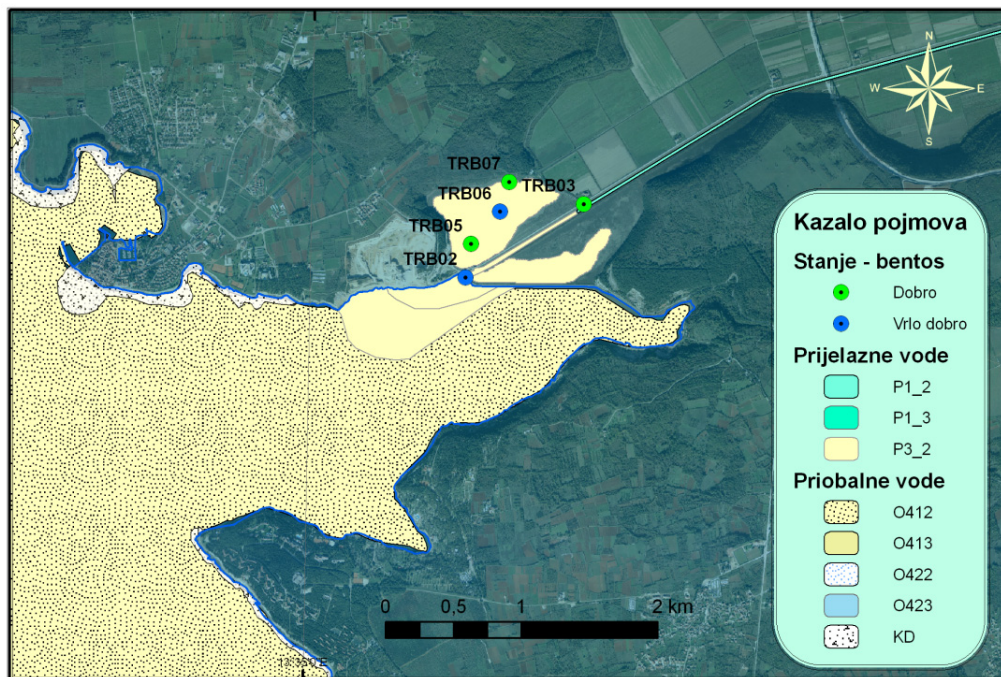 N
W E
S
TRB07
TRB03
TRB06
TRB05
TRB02
Kazalo pojmova
Stanje - bentos
Dobro
Vrlo dobro
Prijelazne vode
P1_2
P1_3
P3_2
Priobalne vode
O412
O413
O422
O423
KD
0 0,5 1 2 km